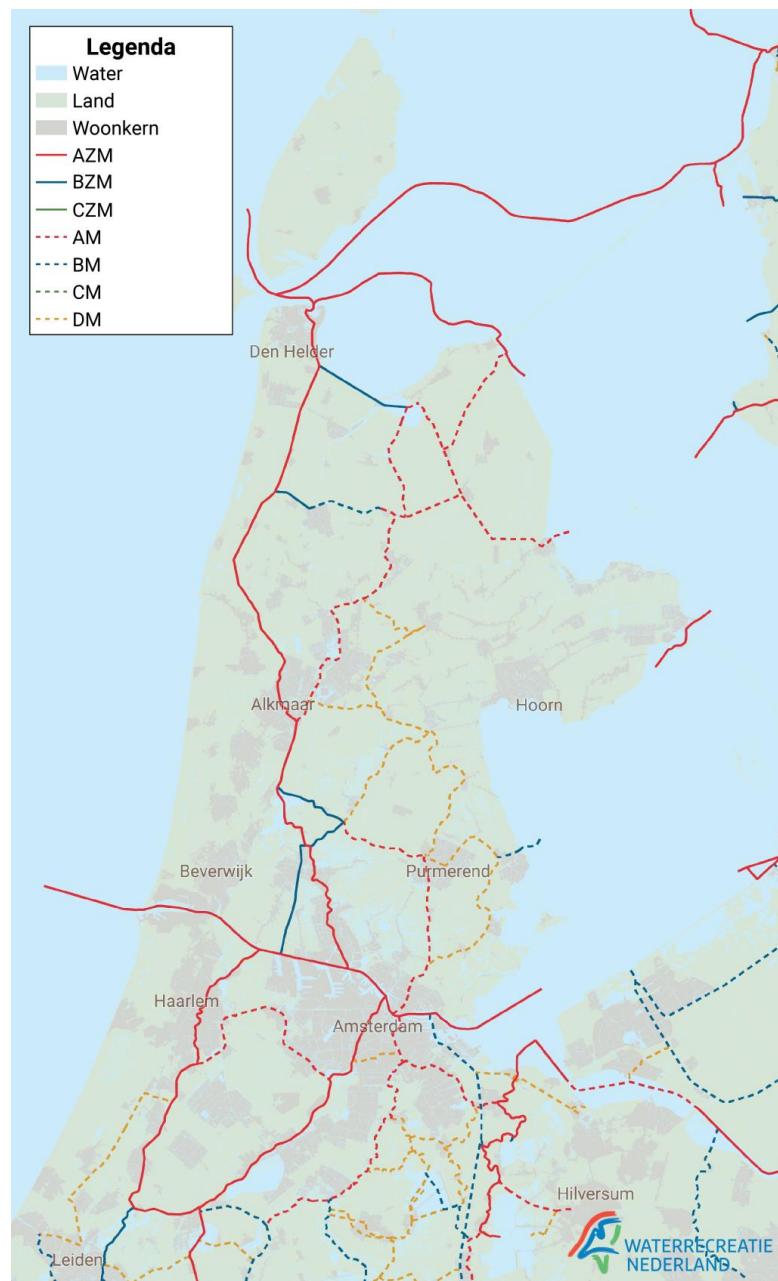 Legenda
Water
Land
Woonkern
AZM
BZM
CZM
AM
BM
CM
DM
Den Helder
Alkmaar
Hoorn
Beverwijk
Purmerend
Haarlem
Amsterdam
Hilversum
Leiden
WATERRECREATIE
NEDERLAND